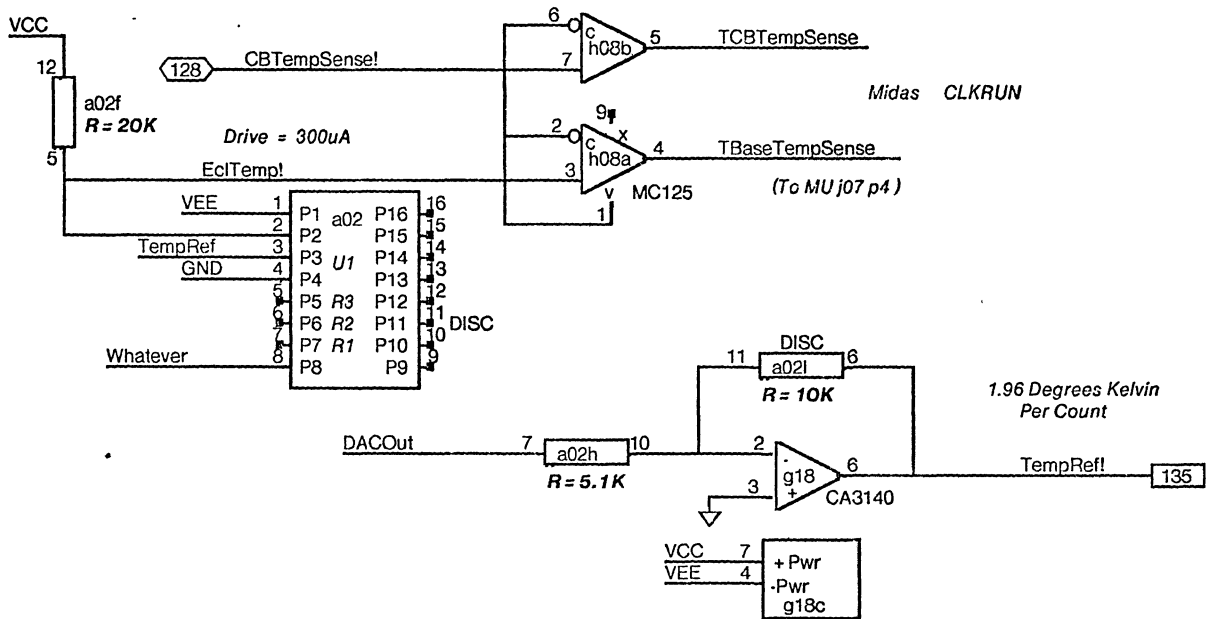 VCC
12
a02f
R = 20K
5
128
CBTempSense!
Drive = 300uA
EclTemp!
6
7
c
h08b
5
TCBTempSense
Midas CLKRUN
2
3
9
x
c
h08a
v
1
4
TBaseTempSense
MC125
(To MU j07 p4 )
VEE
1
P1
a02
P16
16
2
P2
P15
15
TempRef
3
P3
U1
P14
14
GND
4
P4
P13
13
5
P5
R3
P12
12
6
P6
R2
P11
11
DISC
7
P7
R1
P10
10
Whatever
8
P8
P9
9
DISC
11
a02l
6
R = 10K
1.96 Degrees Kelvin
Per Count
DACOut
7
a02h
10
R = 5.1K
2
-
g18
+
3
6
CA3140
TempRef!
135
VCC
7
+ Pwr
VEE
4
-Pwr
g18c